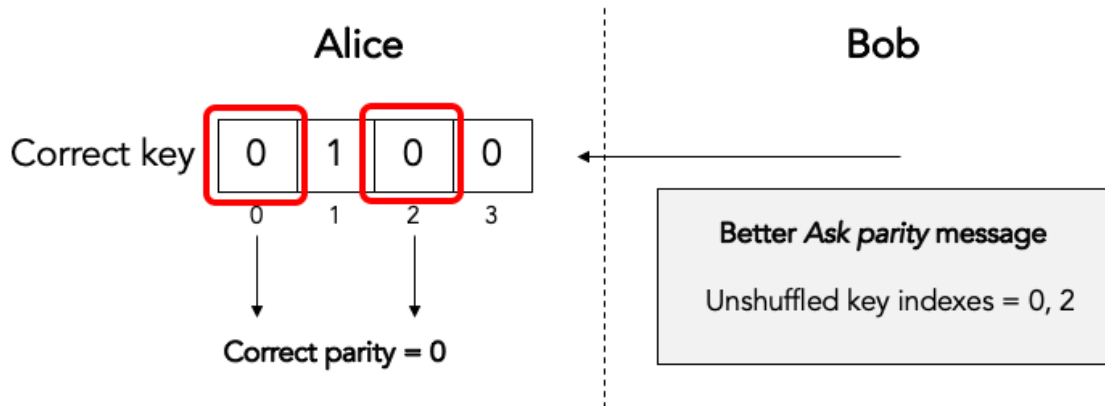 Alice
Bob
Correct key 0 1 0 0
0 1 2 3
Correct parity = 0
Better Ask parity message
Unshuffled key indexes = 0, 2